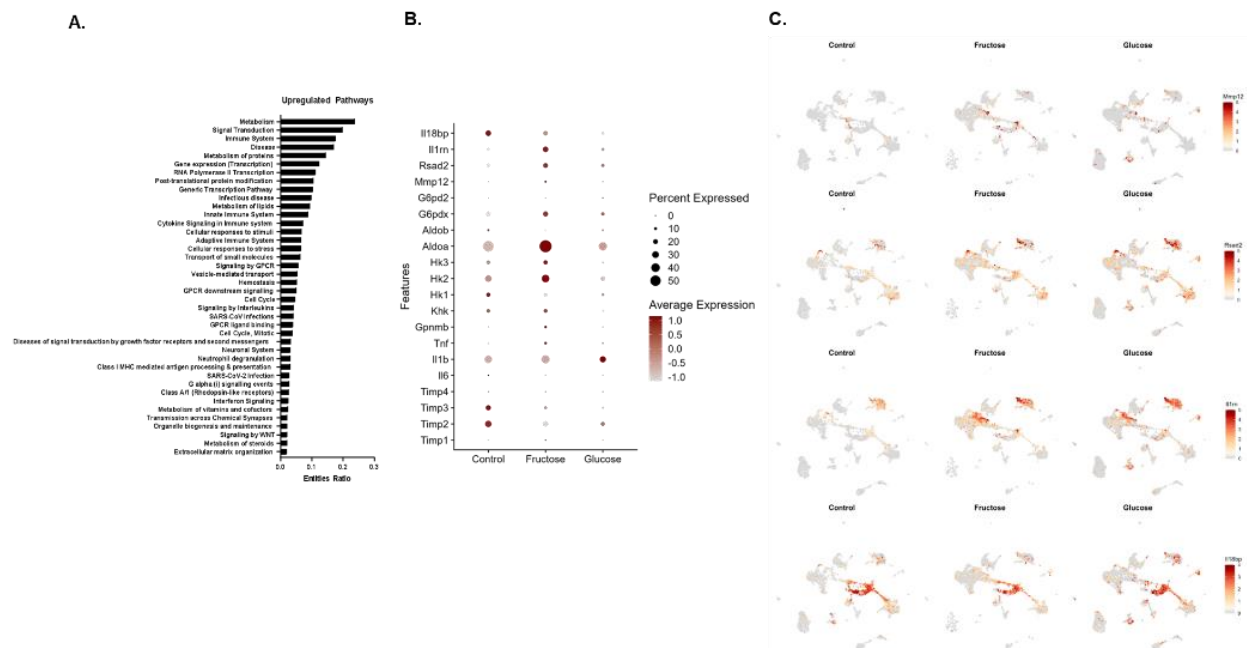 A.
Upregulated Pathways
Metabolism
Signal Transduction
Immune System
Disease
Metabolism of proteins
Gene expression (Transcription)
RNA Polymerase II Transcription
Post-translational protein modification
Generic Transcription Pathway
Infectious disease
Metabolism of lipids
Innate Immune System
Cytokine Signaling in Immune system
Cellular responses to stimuli
Adaptive Immune System
Cellular responses to stress
Transport of small molecules
Signaling by GPCR
Vesicle-mediated transport
Hemostasis
GPCR downstream signalling
Cell Cycle
Signaling by Interleukins
SARS-CoV Infections
GPCR ligand binding
Cell Cycle, Mitotic
Diseases of signal transduction by growth factor receptors and second messengers
Neuronal System
Neutrophil degranulation
Class I MHC mediated antigen processing & presentation
SARS-CoV-2 Infection
G alpha (i) signalling events
Class A/1 (Rhodopsin-like receptors)
Interferon Signaling
Metabolism of vitamins and cofactors
Transmission across Chemical Synapses
Organelle biogenesis and maintenance
Signaling by WNT
Metabolism of steroids
Extracellular matrix organization
0.0 0.1 0.2 0.3
Entities Ratio
B.
Features
Il18bp
Il1rn
Rsad2
Mmp12
G6pd2
G6pdx
Aldob
Aldoa
Hk3
Hk2
Hk1
Khk
Gpnmb
Tnf
Il1b
Il6
Timp4
Timp3
Timp2
Timp1
Control Fructose Glucose
Percent Expressed
0
10
20
30
40
50
Average Expression
1.0
0.5
0.0
-0.5
-1.0
C.
Control Fructose Glucose
Mmp12
Control Fructose Glucose
Rsad2
Control Fructose Glucose
Il1rn
Control Fructose Glucose
Il18bp